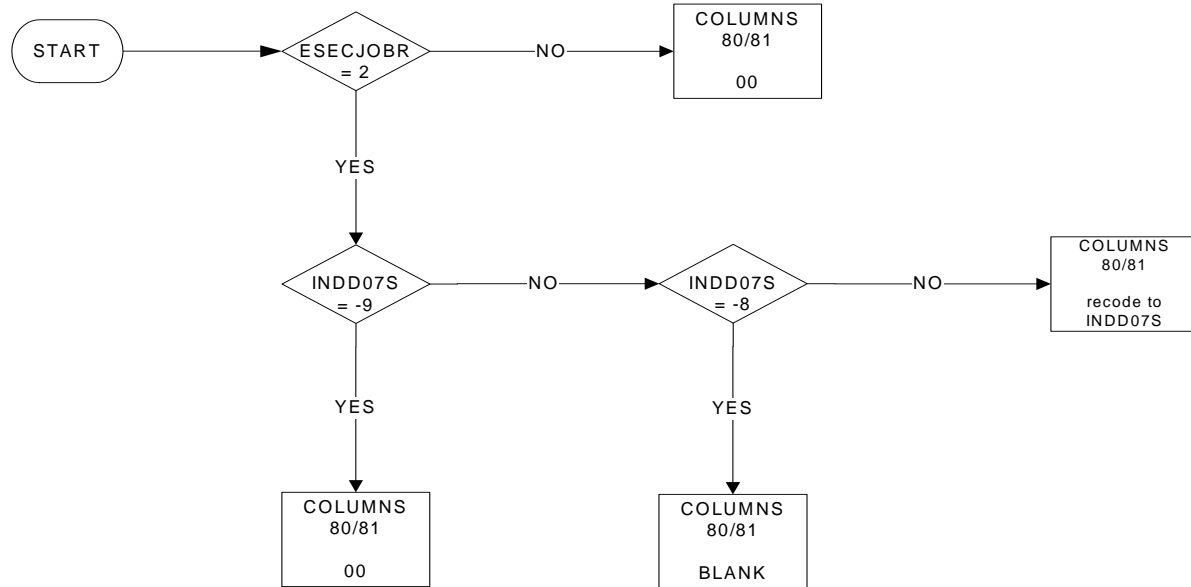 START
ESECJOBR
= 2
NO
COLUMNS
80/81
00
YES
INDD07S
= -9
NO
INDD07S
= -8
NO
COLUMNS
80/81
recode to
INDD07S
YES
YES
COLUMNS
80/81
00
COLUMNS
80/81
BLANK